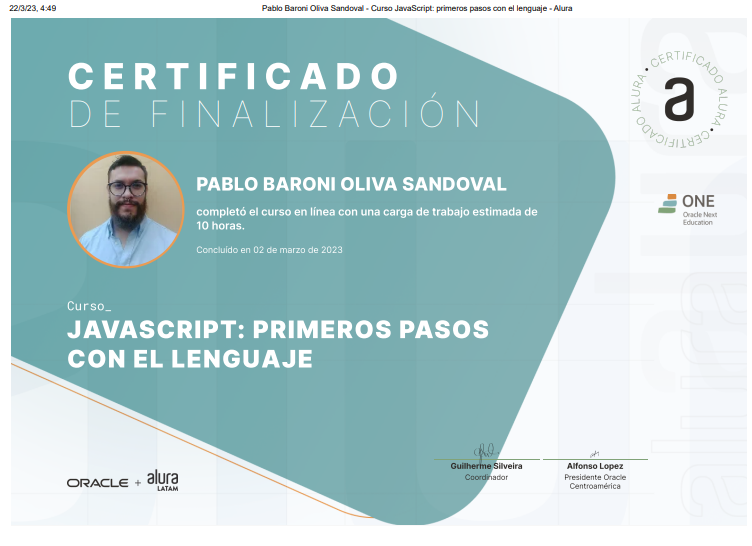 22/3/23, 4:49
Pablo Baroni Oliva Sandoval - Curso JavaScript: primeros pasos con el lenguaje - Alura
CERTIFICADO
DE FINALIZACIÓN
CERTIFICADO ALURA • CERTIFICADO ALURA •
a
PABLO BARONI OLIVA SANDOVAL
completó el curso en línea con una carga de trabajo estimada de
10 horas.
Concluído en 02 de marzo de 2023
ONE
Oracle Next
Education
Curso_
JAVASCRIPT: PRIMEROS PASOS
CON EL LENGUAJE
ORACLE + alura
LATAM
Guilherme Silveira
Coordinador
Alfonso Lopez
Presidente Oracle
Centroamérica
alura
alura